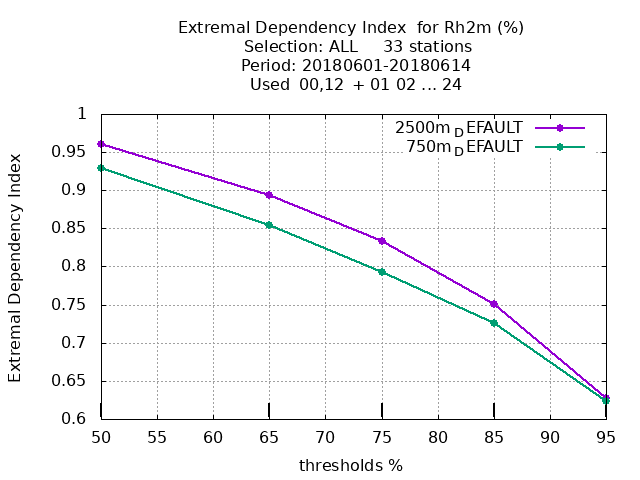 Extremal Dependency Index  for Rh2m (%)
Selection: ALL     33 stations
Period: 20180601-20180614
Used  00,12  + 01 02 ... 24
2500m_DEFAULT
750m_DEFAULT
Extremal Dependency Index
1
0.95
0.9
0.85
0.8
0.75
0.7
0.65
0.6
50 55 60 65 70 75 80 85 90 95
thresholds %